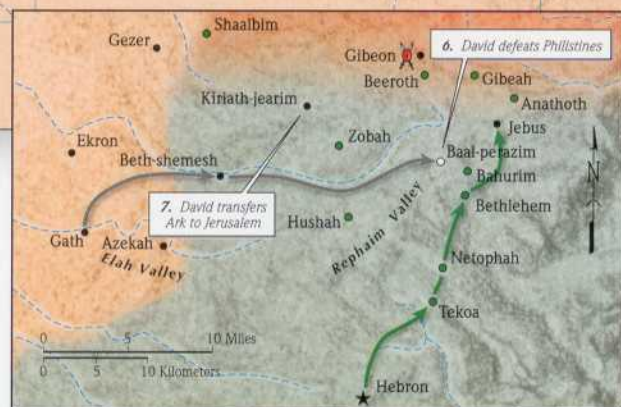 Shaalbim
Gezer
Gibeon
6. David defeats Philistines
Beeroth
Gibeah
Kiriath-jearim
Anathoth
Jebus
Zobah
Ekron
Beth-shemesh
Baal-perazim
Bahurim
7. David transfers
Ark to Jerusalem
Hushah
Rephaim Valley
Bethlehem
Gath
Azekah
Elah Valley
N
Netophah
Tekoa
0 5 10 Miles
0 5 10 Kilometers
Hebron